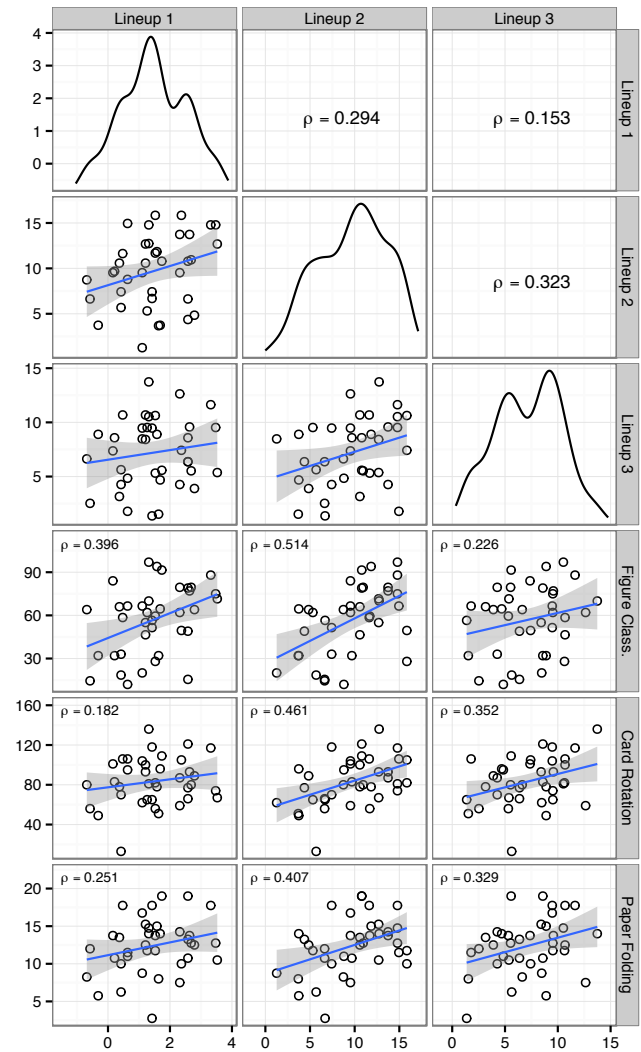 Lineup 1 Lineup 2 Lineup 3
4
3
2
1
0
ρ = 0.294
ρ = 0.153
Lineup 1
15
10
5
ρ = 0.323
Lineup 2
15
10
5
Lineup 3
90
60
30
ρ = 0.396
ρ = 0.514
ρ = 0.226
Figure Class.
160
120
80
40
ρ = 0.182
ρ = 0.461
ρ = 0.352
Card Rotation
20
15
10
5
ρ = 0.251
ρ = 0.407
ρ = 0.329
Paper Folding
0 2 4 0 5 10 15 0 5 10 15